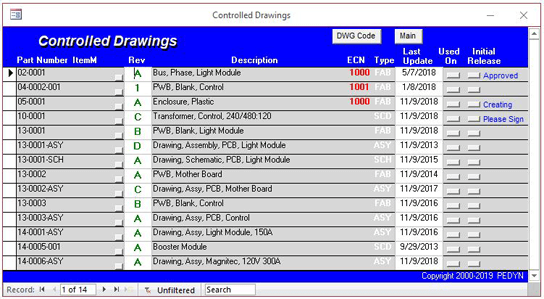 Controlled Drawings
Controlled Drawings
DWG Code
Main
Part Number ItemM Rev Description ECN Type Last Update Used On Initial Release
02-0001 A Bus, Phase, Light Module 1000 FAB 5/7/2018 Approved
04-0002-001 1 PWB, Blank, Control 1001 FAB 1/8/2018
05-0001 A Enclosure, Plastic 1000 FAB 11/9/2018 Creating
10-0001 C Transformer, Control, 240/480:120 SCD 11/9/2018 Please Sign
13-0001 B PWB, Blank, Light Module FAB 11/9/2018
13-0001-ASY D Drawing, Assembly, PCB, Light Module ASY 11/9/2013
13-0001-SCH A Drawing, Schematic, PCB, Light Module SCH 11/9/2015
13-0002 A PWB, Mother Board FAB 11/9/2014
13-0002-ASY C Drawing, Assy, PCB, Mother Board ASY 11/9/2017
13-0003 B PWB, Blank, Control FAB 11/9/2016
13-0003-ASY A Drawing, Assy, PCB, Control ASY 11/9/2018
14-0001-ASY A Drawing, Assy, Light Module, 150A ASY 11/9/2016
14-0005-001 A Booster Module SCD 9/29/2013
14-0006-ASY A Drawing, Assy, Magnitec, 120V 300A ASY 11/9/2018
Copyright 2000-2019 PEDYN
Record: 1 of 14 Unfiltered Search